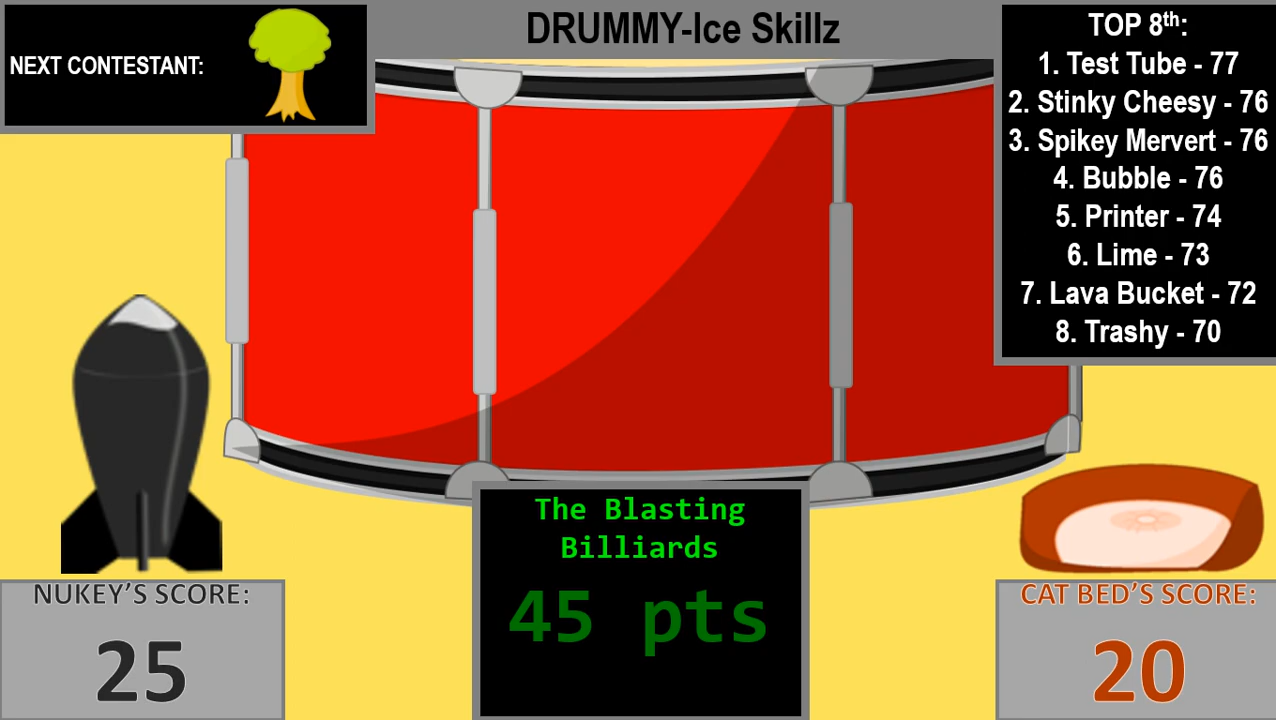 NEXT CONTESTANT:
DRUMMY-Ice Skillz
TOP 8th:
1. Test Tube - 77
2. Stinky Cheesy - 76
3. Spikey Mervert - 76
4. Bubble - 76
5. Printer - 74
6. Lime - 73
7. Lava Bucket - 72
8. Trashy - 70
The Blasting
Billiards
45 pts
NUKEY'S SCORE:
25
CAT BED'S SCORE:
20